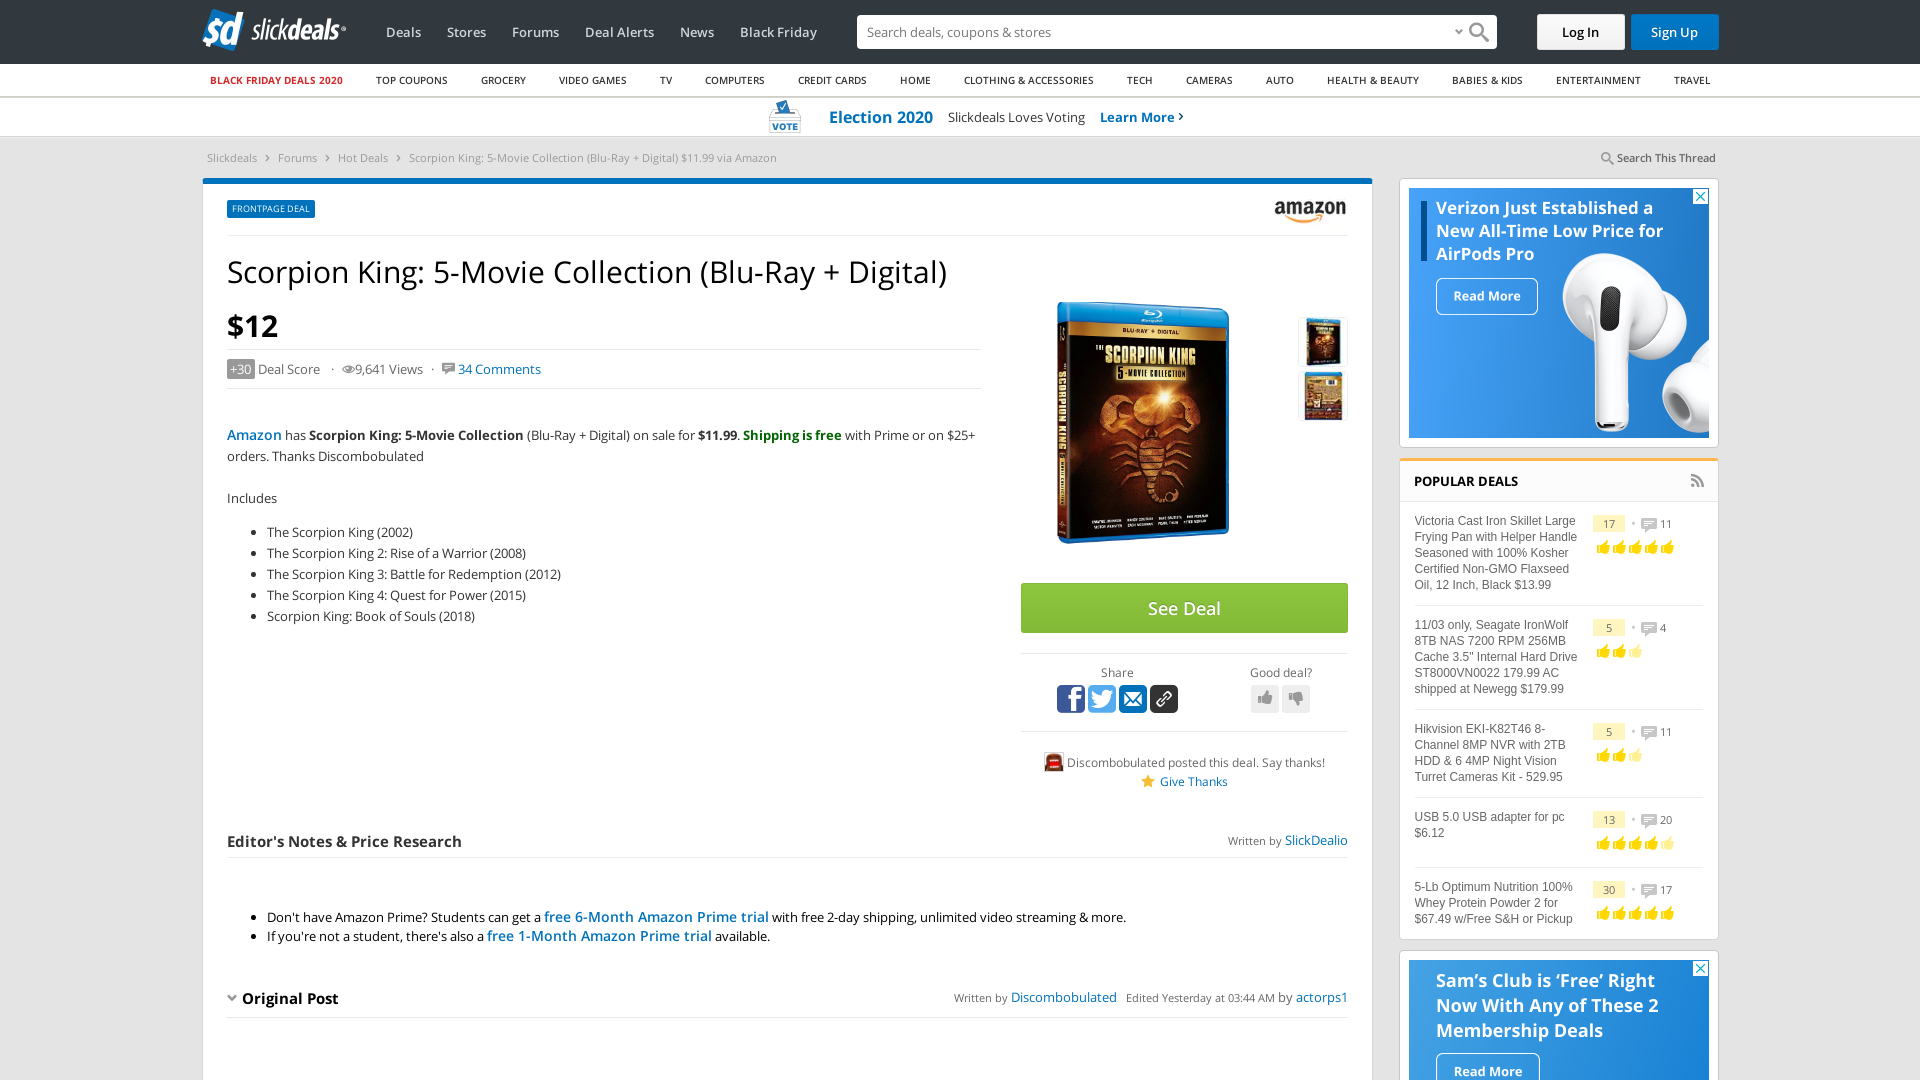 slickdeals
Deals
Stores
Forums
Deal Alerts
News
Black Friday
Search deals, coupons & stores
Log In
Sign Up
BLACK FRIDAY DEALS 2020
TOP COUPONS
GROCERY
VIDEO GAMES
TV
COMPUTERS
CREDIT CARDS
HOME
CLOTHING & ACCESSORIES
TECH
CAMERAS
AUTO
HEALTH & BEAUTY
BABIES & KIDS
ENTERTAINMENT
TRAVEL
VOTE
Election 2020 Slickdeals Loves Voting Learn More
Slickdeals > Forums > Hot Deals > Scorpion King: 5-Movie Collection (Blu-Ray + Digital) $11.99 via Amazon
Search This Thread
FRONTPAGE DEAL
amazon
Scorpion King: 5-Movie Collection (Blu-Ray + Digital)
$12
+30 Deal Score · 9,641 Views · 34 Comments
Amazon has Scorpion King: 5-Movie Collection (Blu-Ray + Digital) on sale for $11.99. Shipping is free with Prime or on $25+
orders. Thanks Discombobulated
Includes
• The Scorpion King (2002)
• The Scorpion King 2: Rise of a Warrior (2008)
• The Scorpion King 3: Battle for Redemption (2012)
• The Scorpion King 4: Quest for Power (2015)
• Scorpion King: Book of Souls (2018)
BLU-RAY + DIGITAL
THE SCORPION KING
5-MOVIE COLLECTION
See Deal
Share
Good deal?
Discombobulated posted this deal. Say thanks!
Give Thanks
Editor's Notes & Price Research
Written by SlickDealio
• Don't have Amazon Prime? Students can get a free 6-Month Amazon Prime trial with free 2-day shipping, unlimited video streaming & more.
• If you're not a student, there's also a free 1-Month Amazon Prime trial available.
Original Post
Written by Discombobulated Edited Yesterday at 03:44 AM by actorps1
Verizon Just Established a
New All-Time Low Price for
AirPods Pro
Read More
POPULAR DEALS
Victoria Cast Iron Skillet Large
Frying Pan with Helper Handle
Seasoned with 100% Kosher
Certified Non-GMO Flaxseed
Oil, 12 Inch, Black $13.99
17 • 11
11/03 only, Seagate IronWolf
8TB NAS 7200 RPM 256MB
Cache 3.5" Internal Hard Drive
ST8000VN0022 179.99 AC
shipped at Newegg $179.99
5 • 4
Hikvision EKI-K82T46 8-
Channel 8MP NVR with 2TB
HDD & 6 4MP Night Vision
Turret Cameras Kit - 529.95
5 • 11
USB 5.0 USB adapter for pc
$6.12
13 • 20
5-Lb Optimum Nutrition 100%
Whey Protein Powder 2 for
$67.49 w/Free S&H or Pickup
30 • 17
Sam's Club is 'Free' Right
Now With Any of These 2
Membership Deals
Read More